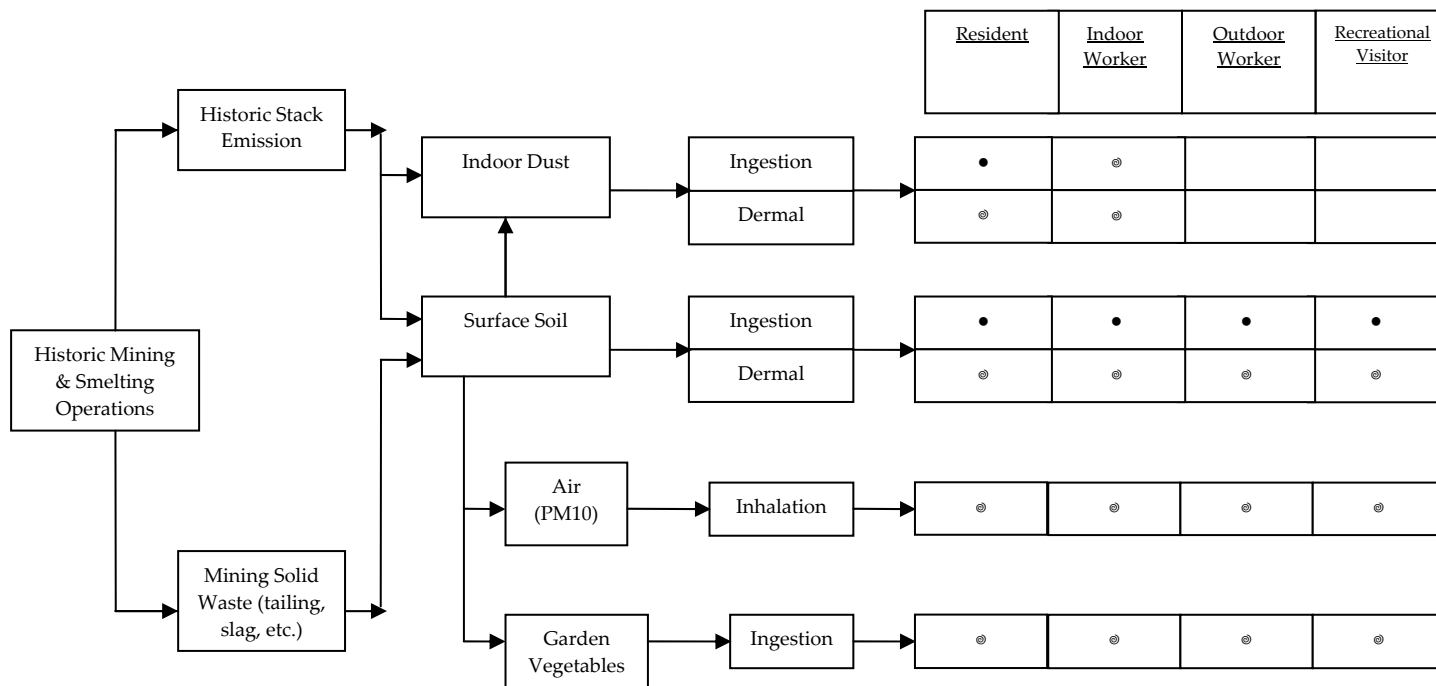 Resident
Indoor
Worker
Outdoor
Worker
Recreational
Visitor
Historic Stack
Emission
Indoor Dust
Ingestion
Dermal
Surface Soil
Ingestion
Dermal
Historic Mining
& Smelting
Operations
Air
(PM10)
Inhalation
Mining Solid
Waste (tailing,
slag, etc.)
Garden
Vegetables
Ingestion